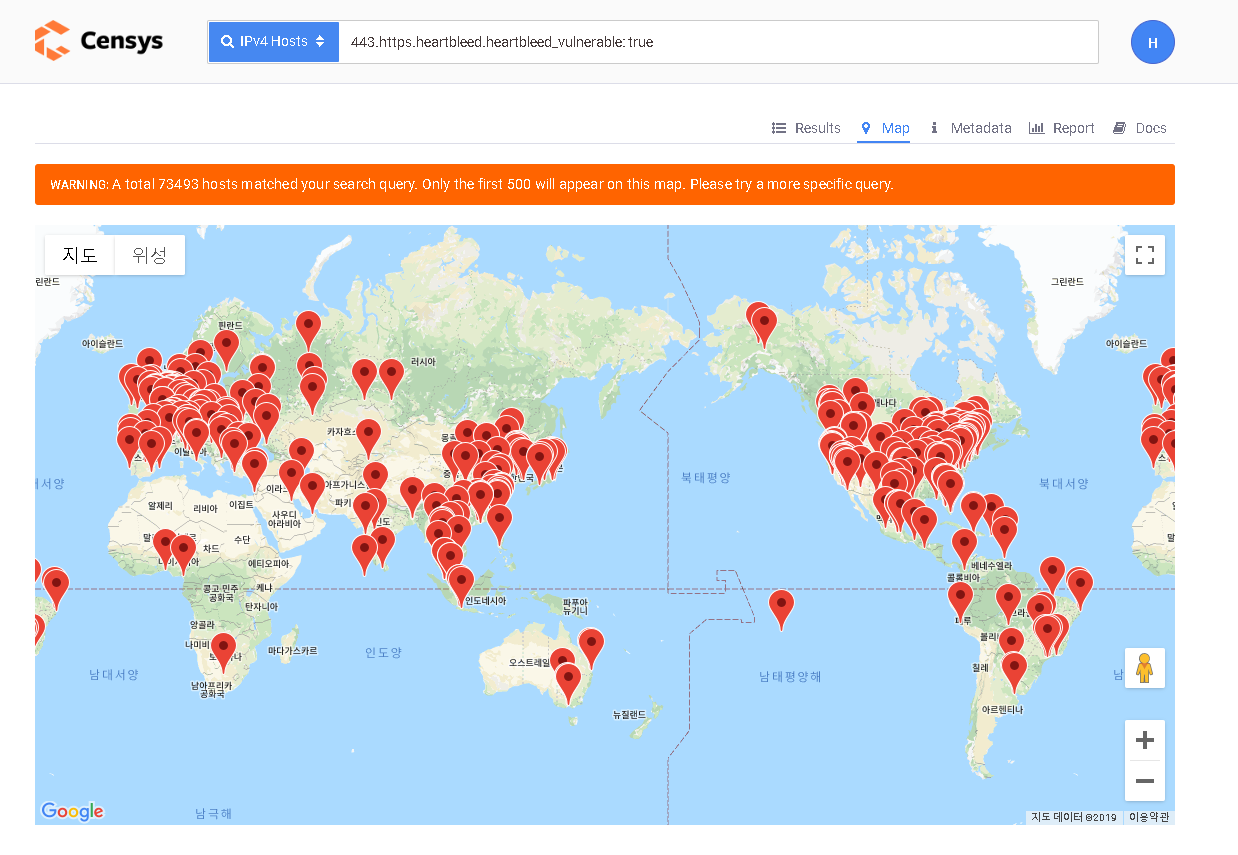 Censys
IPv4 Hosts
443.https.heartbleed.heartbleed_vulnerable: true
H
Results
Map
Metadata
Report
Docs
WARNING: A total 73493 hosts matched your search query. Only the first 500 will appear on this map. Please try a more specific query.
지도
위성
린란드
그린란드
핀란드
아이슬란드
아이슬란드
러시아
캐나다
카자흐스
북태평양
북대서양
서양
아프가니스
이라
알제리
리비아
이집트
사우디
아라비아
파키
인도
수단
차드
에티오피아
베네수엘라
콜롬비아
콩고 민주
공화국
케냐
탄자니아
인도네시아
파푸아
뉴기니
앙골라
나미비
마다가스카르
인도양
오스트레일
볼리
칠레
남대서양
남태평양해
남아프리카
공화국
뉴질랜드
아르헨티나
남극해
Google
지도 데이터 ©2019
이용약관